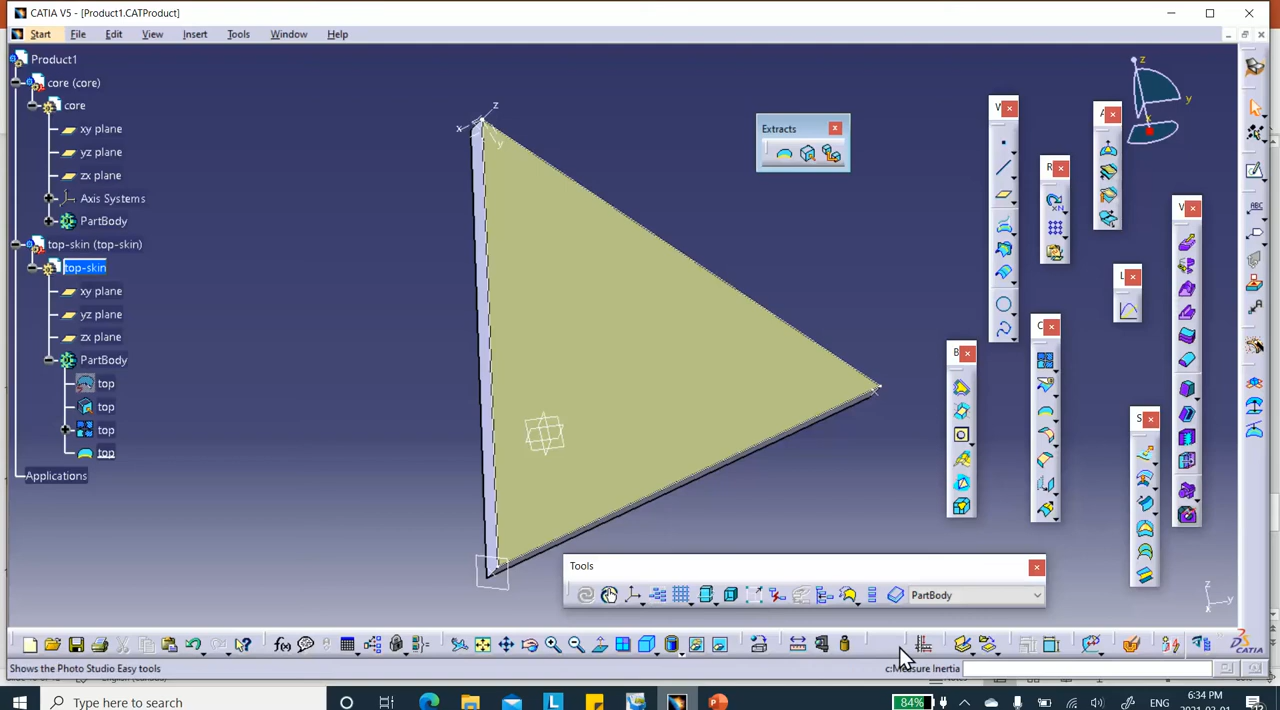 CATIA V5 - [Product1.CATProduct]
Start File Edit View Insert Tools Window Help
Product1
core (core)
core
xy plane
yz plane
zx plane
Axis Systems
PartBody
top-skin (top-skin)
top-skin
xy plane
yz plane
zx plane
PartBody
top
top
top
top
Applications
z
x
y
Extracts
z
y
x
W
A
R
V
L
C
B
S
ABC
Tools
PartBody
z
y
x
f(x)
Shows the Photo Studio Easy tools
c:Measure Inertia
Type here to search
84%
ENG
6:34 PM